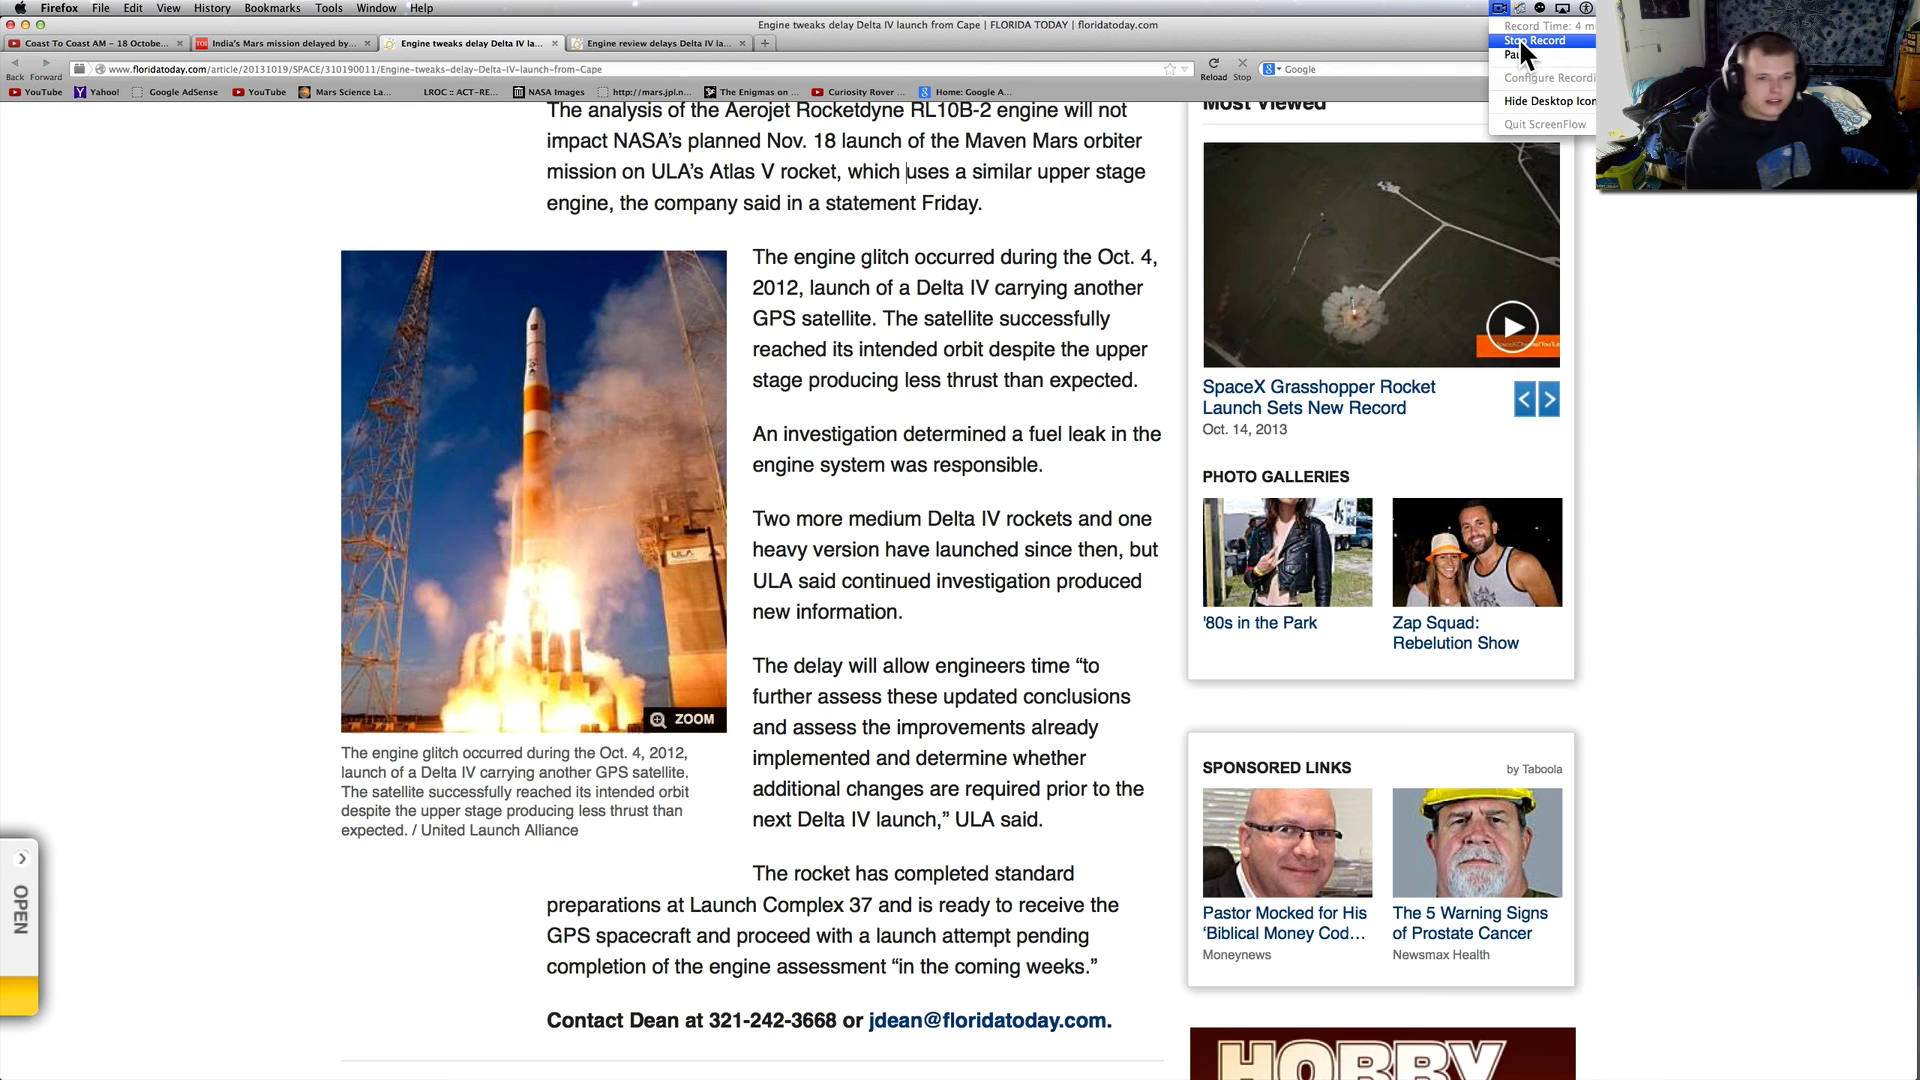 Firefox File Edit View History Bookmarks Tools Window Help
Engine tweaks delay Delta IV launch from Cape | FLORIDA TODAY | floridatoday.com
Record Time: 4 m
Stop Record
Configure Recordi
Hide Desktop Icon
Quit ScreenFlow
Coast To Coast AM - 18 Octobe...
India's Mars mission delayed by...
Engine tweaks delay Delta IV la...
Engine review delays Delta IV la...
Back Forward
www.floridatoday.com/article/20131019/SPACE/310190011/Engine-tweaks-delay-Delta-IV-launch-from-Cape
Reload Stop
Google
YouTube Yahoo! Google AdSense YouTube Mars Science La... LROC :: ACT-RE... NASA Images http://mars.jpl.n... The Enigmas on ... Curiosity Rover ... Home: Google A...
The analysis of the Aerojet Rocketdyne RL10B-2 engine will not
impact NASA's planned Nov. 18 launch of the Maven Mars orbiter
mission on ULA's Atlas V rocket, which uses a similar upper stage
engine, the company said in a statement Friday.
The engine glitch occurred during the Oct. 4,
2012, launch of a Delta IV carrying another
GPS satellite. The satellite successfully
reached its intended orbit despite the upper
stage producing less thrust than expected.
An investigation determined a fuel leak in the
engine system was responsible.
Two more medium Delta IV rockets and one
heavy version have launched since then, but
ULA said continued investigation produced
new information.
The delay will allow engineers time “to
further assess these updated conclusions
and assess the improvements already
implemented and determine whether
additional changes are required prior to the
next Delta IV launch,” ULA said.
The rocket has completed standard
preparations at Launch Complex 37 and is ready to receive the
GPS spacecraft and proceed with a launch attempt pending
completion of the engine assessment “in the coming weeks.”
Contact Dean at 321-242-3668 or jdean@floridatoday.com.
ZOOM
The engine glitch occurred during the Oct. 4, 2012,
launch of a Delta IV carrying another GPS satellite.
The satellite successfully reached its intended orbit
despite the upper stage producing less thrust than
expected. / United Launch Alliance
OPEN
Most Viewed
SpaceX Grasshopper Rocket
Launch Sets New Record
Oct. 14, 2013
PHOTO GALLERIES
'80s in the Park
Zap Squad:
Rebelution Show
SPONSORED LINKS
by Taboola
Pastor Mocked for His
‘Biblical Money Cod…
Moneynews
The 5 Warning Signs
of Prostate Cancer
Newsmax Health
HOBBY